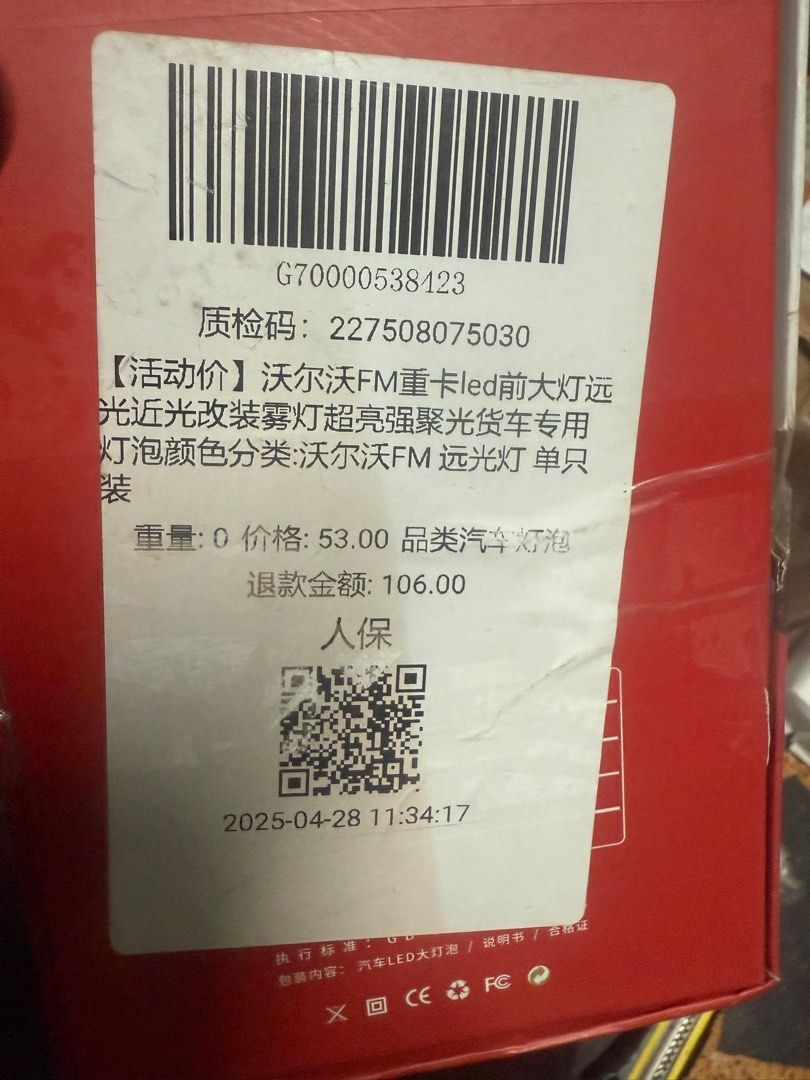 G70000538423
质检码：227508075030
【活动价】沃尔沃FM重卡led前大灯远
光近光改装雾灯超亮强聚光货车专用
灯泡颜色分类:沃尔沃FM 远光灯 单只
装
重量: 0 价格: 53.00 品类汽车灯泡
退款金额: 106.00
人保
2025-04-28 11:34:17
执行标准：GB
包装内容：汽车LED大灯泡 / 说明书 / 合格证
CE FC